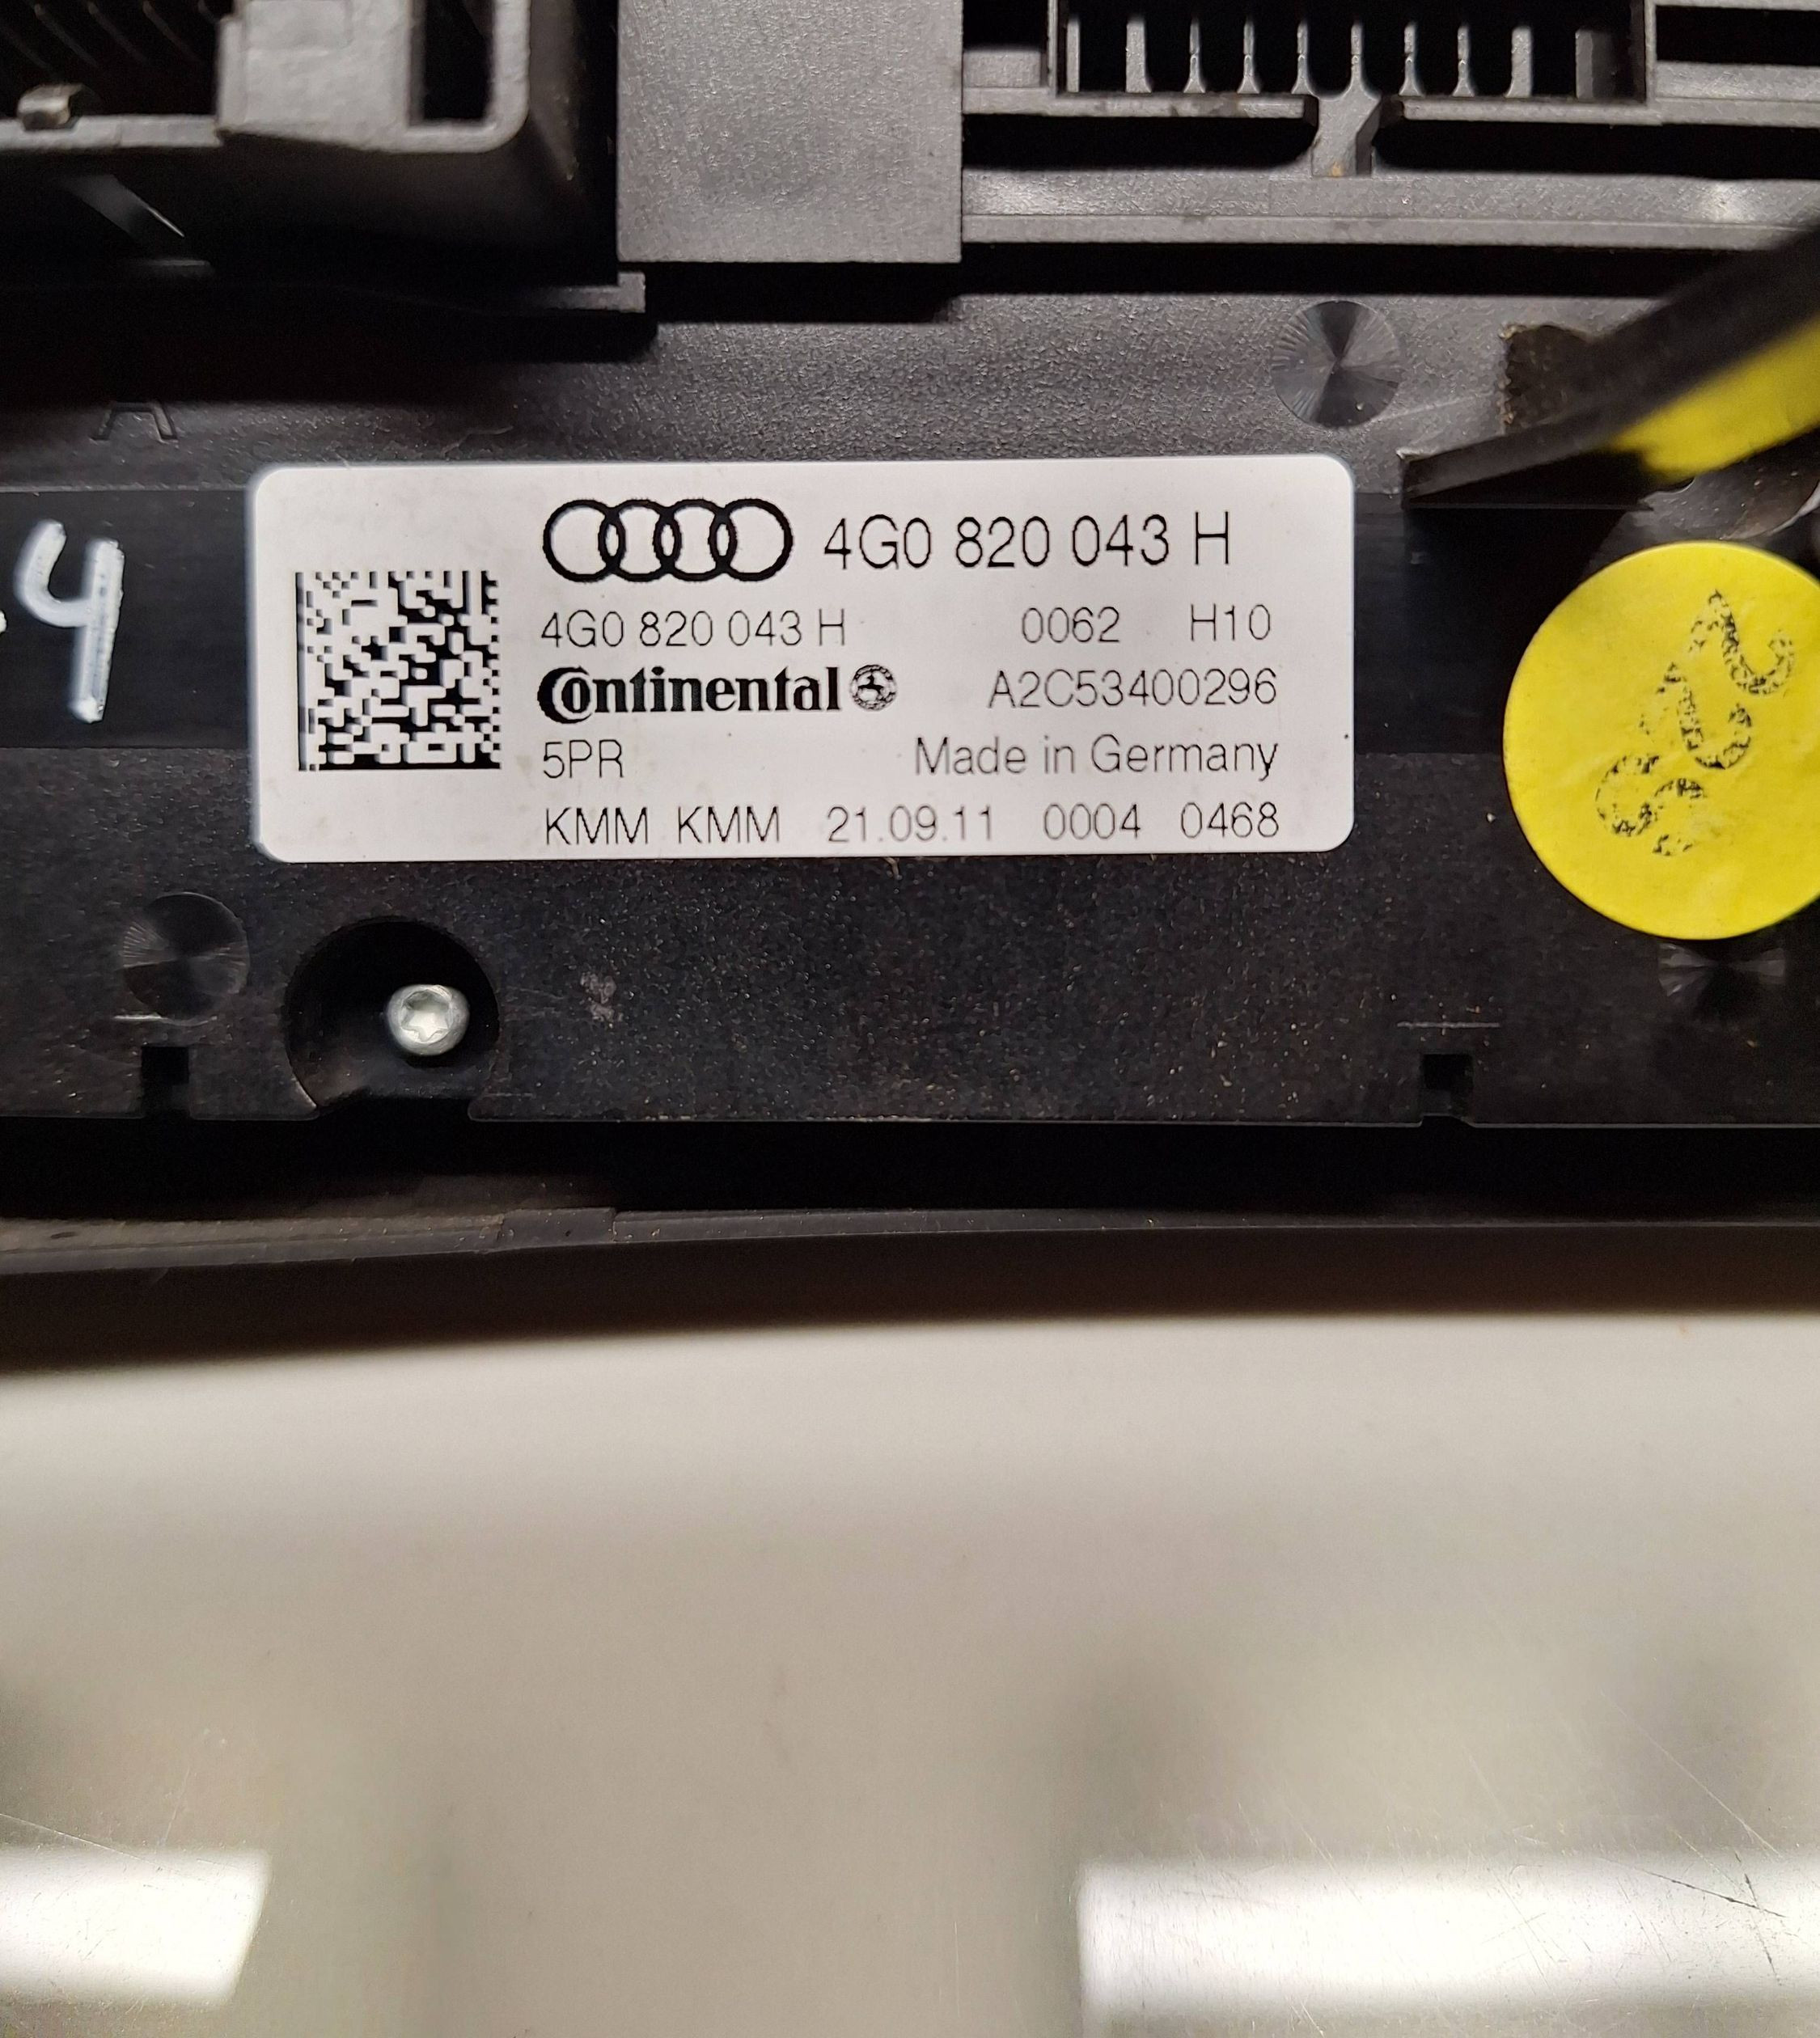 A
4
4G0 820 043 H
4G0 820 043 H 0062 H10
Continental A2C53400296
5PR Made in Germany
KMM KMM 21.09.11 0004 0468